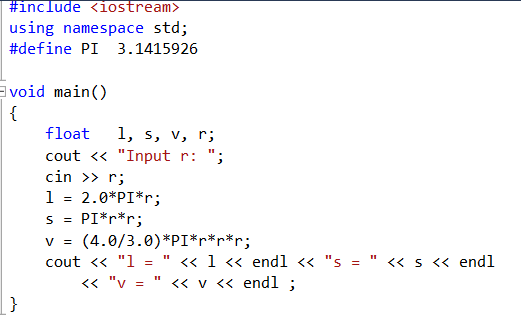 #include <iostream>
using namespace std;
#define PI  3.1415926

void main()
{
    float   l, s, v, r;
    cout << "Input r: ";
    cin >> r;
    l = 2.0*PI*r;
    s = PI*r*r;
    v = (4.0/3.0)*PI*r*r*r;
    cout << "l = " << l << endl << "s = " << s << endl
        << "v = " << v << endl ;
}